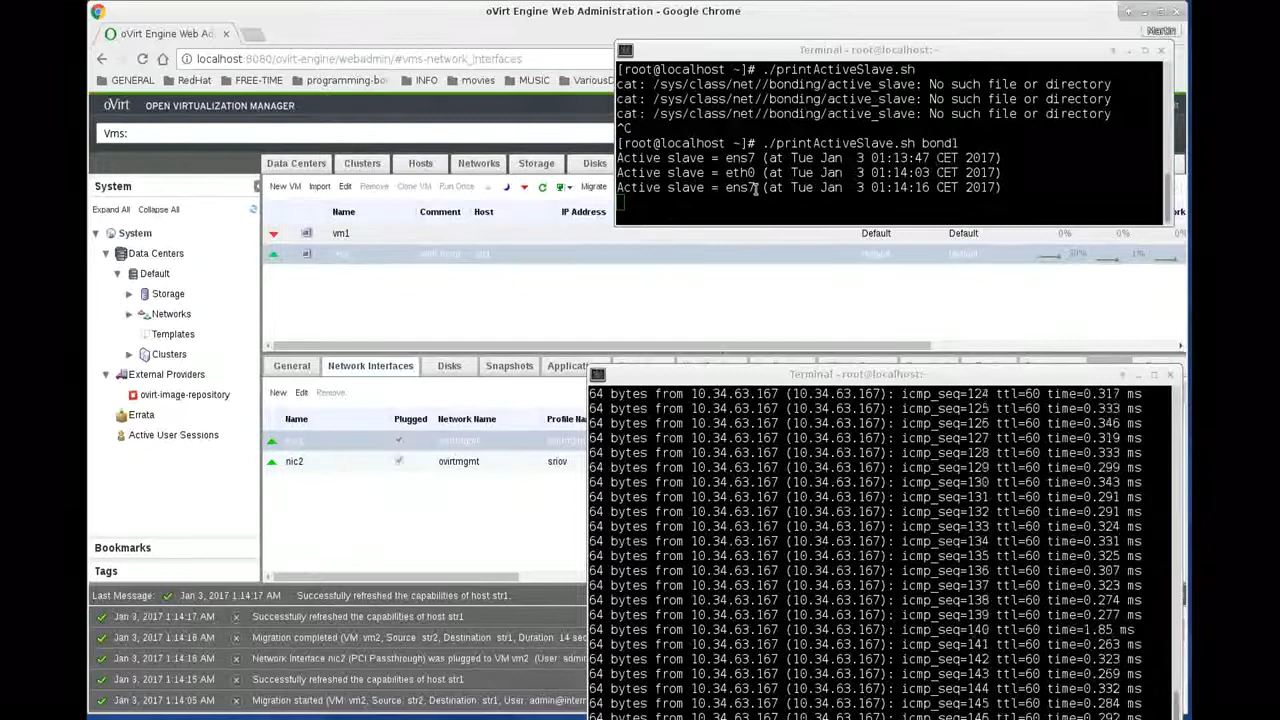 oVirt Engine Web Administration - Google Chrome
oVirt Engine Web Ad
Martin
localhost:8080/ovirt-engine/webadmin/#vms-network_interfaces
GENERAL
RedHat
FREE-TIME
programming-bo
INFO
movies
MUSIC
VariousD
oVirt OPEN VIRTUALIZATION MANAGER
Vms:
Data Centers
Clusters
Hosts
Networks
Storage
Disks
System
New VM
Import
Edit
Remove
Clone VM
Run Once
Migrate
Expand All
Collapse All
Name
Comment
Host
IP Address
System
vm1
Default
Default
0%
0%
0%
Data Centers
Default
Storage
Networks
Templates
Clusters
External Providers
ovirt-image-repository
Errata
Active User Sessions
Bookmarks
Tags
General
Network Interfaces
Disks
Snapshots
Applicat
New
Edit
Remove
Name
Plugged
Network Name
Profile Na
nic2
ovirtmgmt
sriov
Terminal - root@localhost:~
[root@localhost ~]# ./printActiveSlave.sh
cat: /sys/class/net//bonding/active_slave: No such file or directory
cat: /sys/class/net//bonding/active_slave: No such file or directory
cat: /sys/class/net//bonding/active_slave: No such file or directory
^C
[root@localhost ~]# ./printActiveSlave.sh bond1
Active slave = ens7 (at Tue Jan  3 01:13:47 CET 2017)
Active slave = eth0 (at Tue Jan  3 01:14:03 CET 2017)
Active slave = ens7 (at Tue Jan  3 01:14:16 CET 2017)
Terminal - root@localhost:~
64 bytes from 10.34.63.167 (10.34.63.167): icmp_seq=124 ttl=60 time=0.317 ms
64 bytes from 10.34.63.167 (10.34.63.167): icmp_seq=125 ttl=60 time=0.333 ms
64 bytes from 10.34.63.167 (10.34.63.167): icmp_seq=126 ttl=60 time=0.346 ms
64 bytes from 10.34.63.167 (10.34.63.167): icmp_seq=127 ttl=60 time=0.319 ms
64 bytes from 10.34.63.167 (10.34.63.167): icmp_seq=128 ttl=60 time=0.333 ms
64 bytes from 10.34.63.167 (10.34.63.167): icmp_seq=129 ttl=60 time=0.299 ms
64 bytes from 10.34.63.167 (10.34.63.167): icmp_seq=130 ttl=60 time=0.343 ms
64 bytes from 10.34.63.167 (10.34.63.167): icmp_seq=131 ttl=60 time=0.291 ms
64 bytes from 10.34.63.167 (10.34.63.167): icmp_seq=132 ttl=60 time=0.291 ms
64 bytes from 10.34.63.167 (10.34.63.167): icmp_seq=133 ttl=60 time=0.324 ms
64 bytes from 10.34.63.167 (10.34.63.167): icmp_seq=134 ttl=60 time=0.331 ms
64 bytes from 10.34.63.167 (10.34.63.167): icmp_seq=135 ttl=60 time=0.325 ms
64 bytes from 10.34.63.167 (10.34.63.167): icmp_seq=136 ttl=60 time=0.307 ms
64 bytes from 10.34.63.167 (10.34.63.167): icmp_seq=137 ttl=60 time=0.323 ms
64 bytes from 10.34.63.167 (10.34.63.167): icmp_seq=138 ttl=60 time=0.274 ms
64 bytes from 10.34.63.167 (10.34.63.167): icmp_seq=139 ttl=60 time=0.277 ms
64 bytes from 10.34.63.167 (10.34.63.167): icmp_seq=140 ttl=60 time=1.85 ms
64 bytes from 10.34.63.167 (10.34.63.167): icmp_seq=141 ttl=60 time=0.263 ms
64 bytes from 10.34.63.167 (10.34.63.167): icmp_seq=142 ttl=60 time=0.323 ms
64 bytes from 10.34.63.167 (10.34.63.167): icmp_seq=143 ttl=60 time=0.269 ms
64 bytes from 10.34.63.167 (10.34.63.167): icmp_seq=144 ttl=60 time=0.332 ms
64 bytes from 10.34.63.167 (10.34.63.167): icmp_seq=145 ttl=60 time=0.284 ms
64 bytes from 10.34.63.167 (10.34.63.167): icmp_seq=146 ttl=60 time=0.292 ms
Last Message: Jan 3, 2017 1:14:17 AM Successfully refreshed the capabilities of host str1.
Jan 3, 2017 1:14:17 AM Successfully refreshed the capabilities of host str1
Jan 3, 2017 1:14:16 AM Migration completed (VM: vm2, Source: str2, Destination: str1, Duration: 14 sec
Jan 3, 2017 1:14:16 AM Network Interface nic2 (PCI Passthrough) was plugged to VM vm2. (User: admin
Jan 3, 2017 1:14:15 AM Successfully refreshed the capabilities of host str1
Jan 3, 2017 1:14:05 AM Migration started (VM: vm2, Source: str2, Destination: str1, User: admin@intern